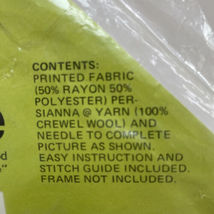 CONTENTS:
PRINTED FABRIC
(50% RAYON 50%
POLYESTER) PER-
SIANNA @ YARN (100%
CREWEL WOOL) AND
NEEDLE TO COMPLETE
PICTURE AS SHOWN.
EASY INSTRUCTION AND
STITCH GUIDE INCLUDED.
FRAME NOT INCLUDED.